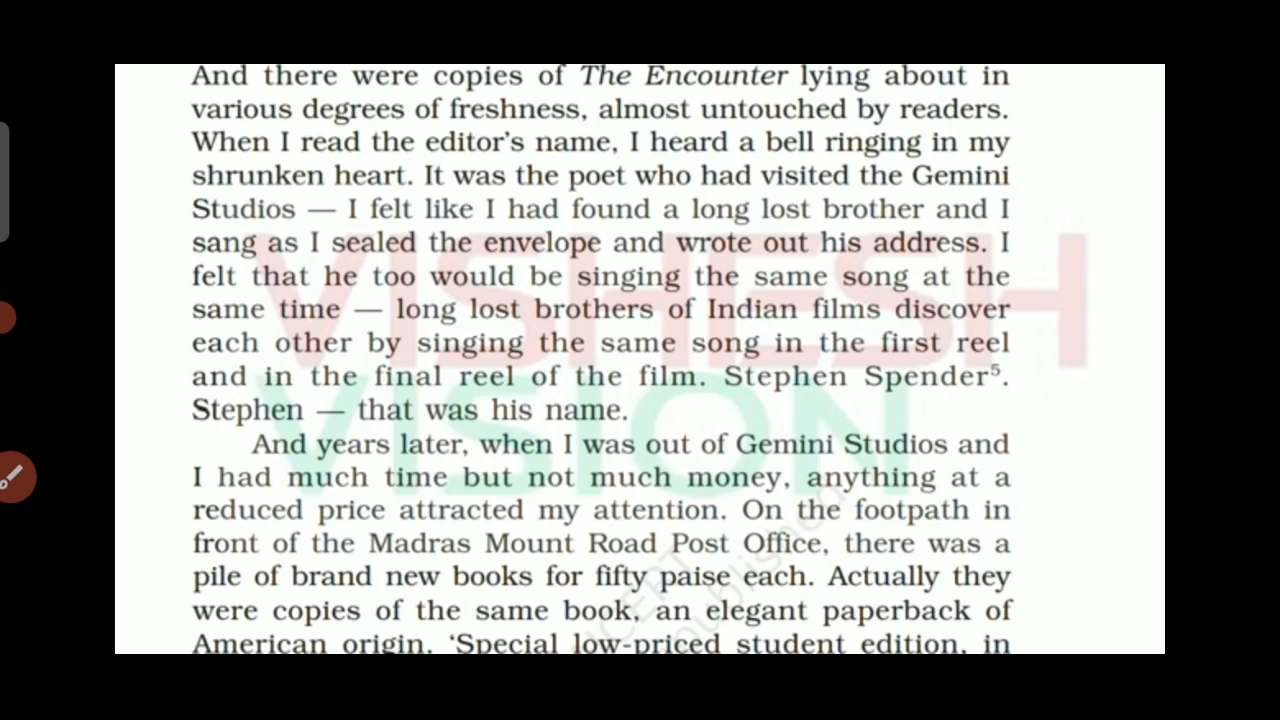 And there were copies of The Encounter lying about in
various degrees of freshness, almost untouched by readers.
When I read the editor's name, I heard a bell ringing in my
shrunken heart. It was the poet who had visited the Gemini
Studios — I felt like I had found a long lost brother and I
sang as I sealed the envelope and wrote out his address. I
felt that he too would be singing the same song at the
same time — long lost brothers of Indian films discover
each other by singing the same song in the first reel
and in the final reel of the film. Stephen Spender⁵.
Stephen — that was his name.
And years later, when I was out of Gemini Studios and
I had much time but not much money, anything at a
reduced price attracted my attention. On the footpath in
front of the Madras Mount Road Post Office, there was a
pile of brand new books for fifty paise each. Actually they
were copies of the same book, an elegant paperback of
American origin. 'Special low-priced student edition, in
VISHESH
VISION
NCERT
published